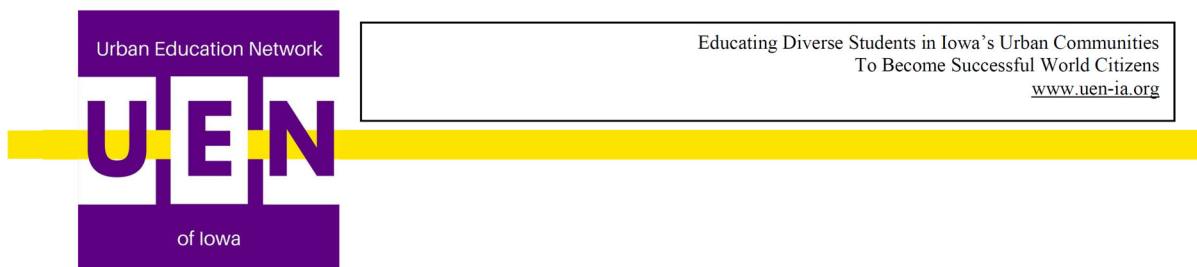 Urban Education Network
UEN
of Iowa
Educating Diverse Students in Iowa's Urban Communities
To Become Successful World Citizens
www.uen-ia.org